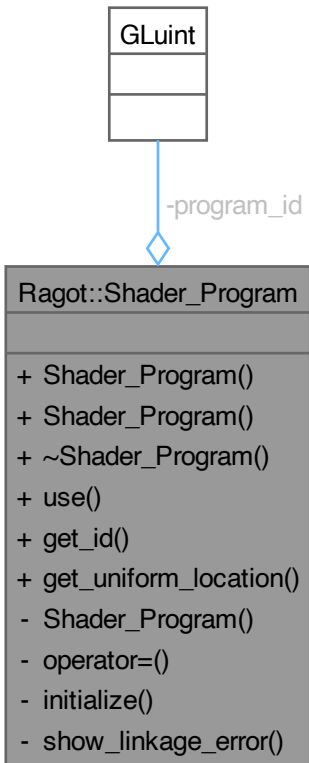 GLuint
-program_id
Ragot::Shader_Program
+ Shader_Program()
+ Shader_Program()
+ ~Shader_Program()
+ use()
+ get_id()
+ get_uniform_location()
- Shader_Program()
- operator=()
- initialize()
- show_linkage_error()